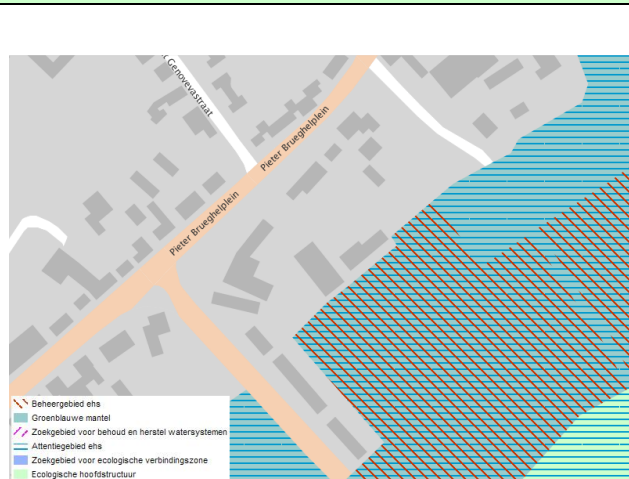 t Genovevastraat
Pieter Brueghelplein
Pieter Brueghelplein
Beheergebied ehs
Groenblauwe mantel
Zoekgebied voor behoud en herstel watersystemen
Attentiegebied ehs
Zoekgebied voor ecologische verbindingszone
Ecologische hoofdstructuur